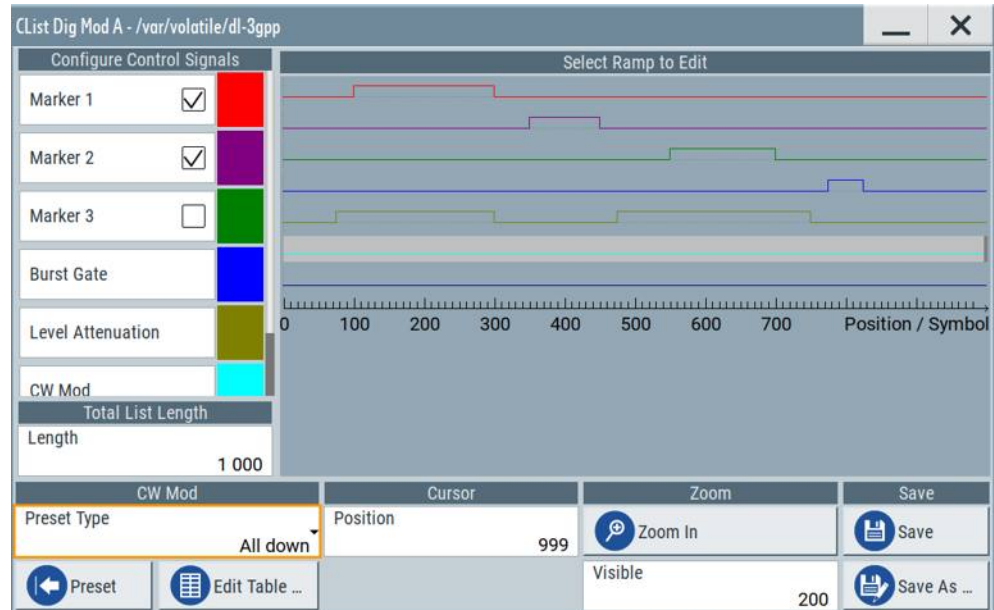 CList Dig Mod A - /var/volatile/dl-3gpp
Configure Control Signals
Select Ramp to Edit
Marker 1
Marker 2
Marker 3
Burst Gate
Level Attenuation
CW Mod
0 100 200 300 400 500 600 700 Position / Symbol
Total List Length
Length
1 000
CW Mod
Cursor
Zoom
Save
Preset Type
All down
Position
999
Zoom In
Save
Preset
Edit Table ...
Visible
200
Save As ...